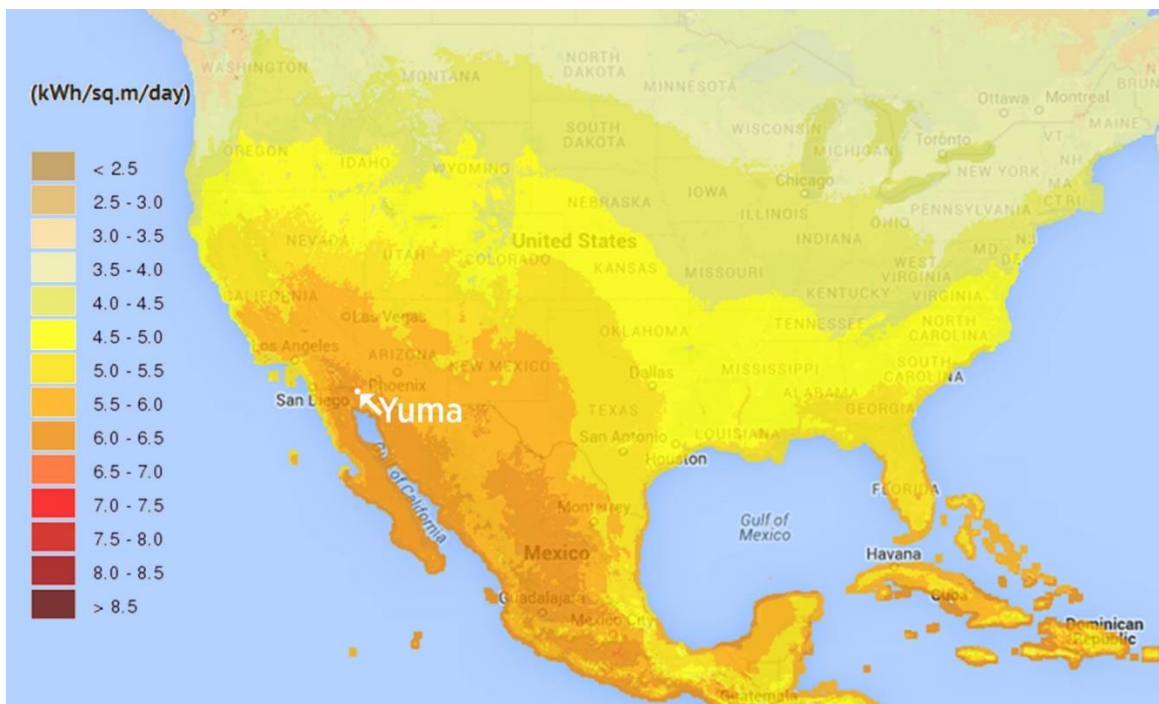 (kWh/sq.m/day)
< 2.5
2.5 - 3.0
3.0 - 3.5
3.5 - 4.0
4.0 - 4.5
4.5 - 5.0
5.0 - 5.5
5.5 - 6.0
6.0 - 6.5
6.5 - 7.0
7.0 - 7.5
7.5 - 8.0
8.0 - 8.5
> 8.5
WASHINGTON
MONTANA
NORTH
DAKOTA
MINNESOTA
Ottawa
Montreal
BRUN
MAINE
OREGON
IDAHO
WYOMING
SOUTH
DAKOTA
WISCONSIN
MICHIGAN
Toronto
VT
NH
NEW YORK
MA
CT RI
NEBRASKA
IOWA
Chicago
ILLINOIS
INDIANA
OHIO
PENNSYLVANIA
NJ
MD
DE
NEVADA
UTAH
COLORADO
United States
KANSAS
MISSOURI
WEST
VIRGINIA
KENTUCKY
VIRGINIA
CALIFORNIA
Las Vegas
OKLAHOMA
TENNESSEE
NORTH
CAROLINA
Los Angeles
ARIZONA
NEW MEXICO
Dallas
MISSISSIPPI
SOUTH
CAROLINA
San Diego
Phoenix
Yuma
TEXAS
ALABAMA
GEORGIA
San Antonio
LOUISIANA
Houston
FLORIDA
Gulf of California
Monterrey
Gulf of
Mexico
Mexico
Havana
Guadalajara
Cuba
Mexico City
Dominican
Republic
Guatemala